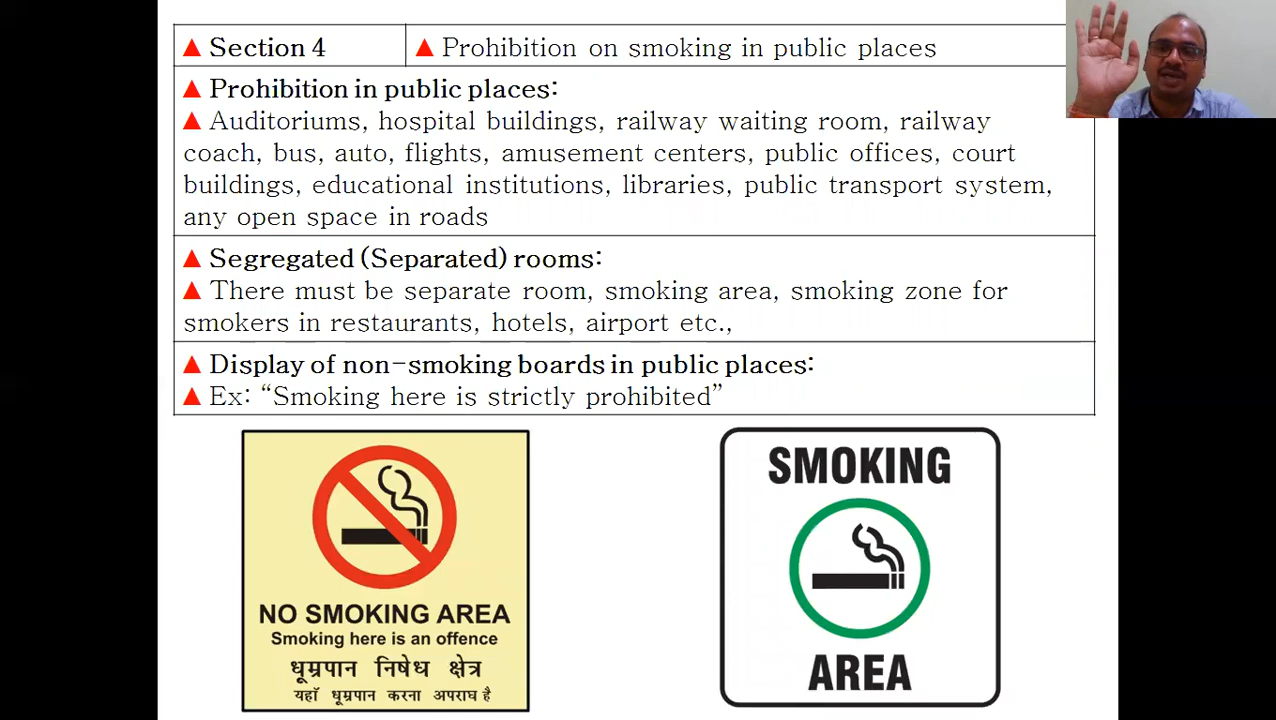 ▲ Section 4
▲ Prohibition on smoking in public places
▲ Prohibition in public places:
▲ Auditoriums, hospital buildings, railway waiting room, railway
coach, bus, auto, flights, amusement centers, public offices, court
buildings, educational institutions, libraries, public transport system,
any open space in roads
▲ Segregated (Separated) rooms:
▲ There must be separate room, smoking area, smoking zone for
smokers in restaurants, hotels, airport etc.,
▲ Display of non-smoking boards in public places:
▲ Ex: “Smoking here is strictly prohibited”
NO SMOKING AREA
Smoking here is an offence
धूम्रपान निषेध क्षेत्र
यहाँ धूम्रपान करना अपराध है
SMOKING
AREA